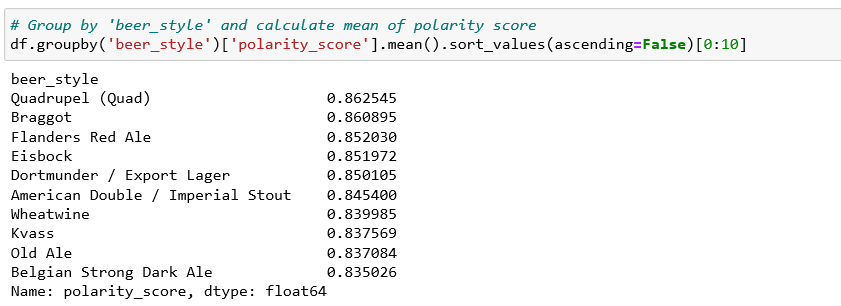 # Group by 'beer_style' and calculate mean of polarity score
df.groupby('beer_style')['polarity_score'].mean().sort_values(ascending=False)[0:10]
beer_style
Quadrupel (Quad)                   0.862545
Braggot                            0.860895
Flanders Red Ale                   0.852030
Eisbock                            0.851972
Dortmunder / Export Lager          0.850105
American Double / Imperial Stout   0.845400
Wheatwine                          0.839985
Kvass                              0.837569
Old Ale                            0.837084
Belgian Strong Dark Ale            0.835026
Name: polarity_score, dtype: float64